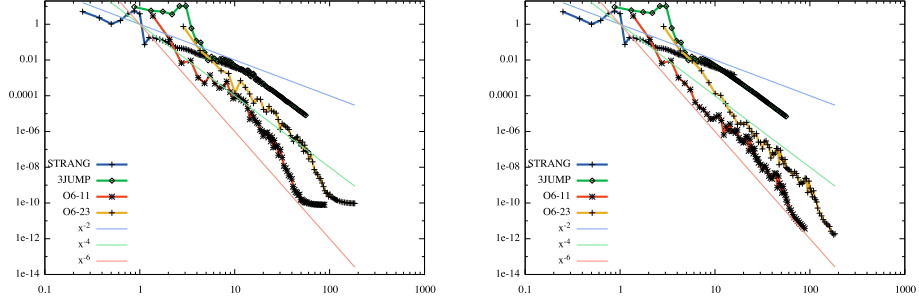 1
0.01
0.0001
1e-06
1e-08
1e-10
1e-12
1e-14
STRANG
3JUMP
O6-11
O6-23
x-2
x-4
x-6
0.1 1 10 100 1000
1
0.01
0.0001
1e-06
1e-08
1e-10
1e-12
1e-14
STRANG
3JUMP
O6-11
O6-23
x-2
x-4
x-6
0.1 1 10 100 1000